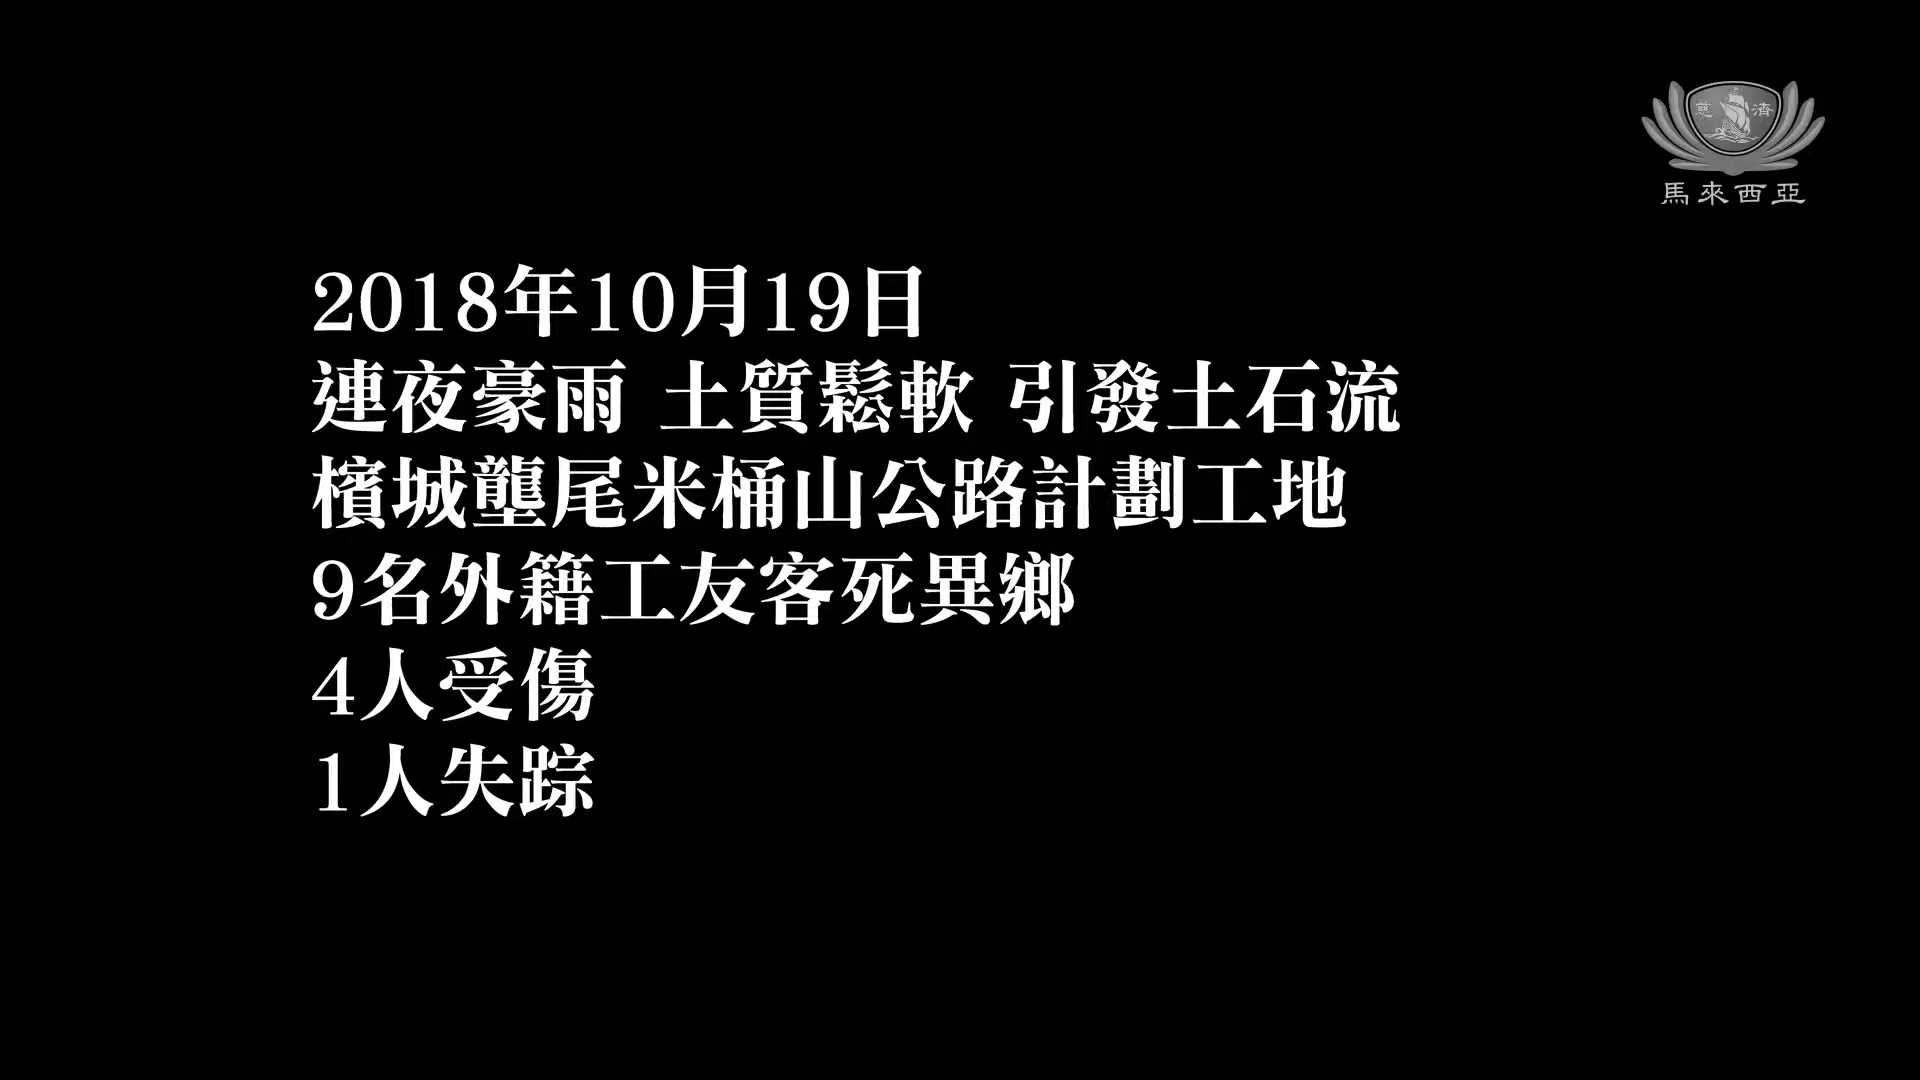 慈濟
馬來西亞
2018年10月19日
連夜豪雨 土質鬆軟 引發土石流
檳城壟尾米桶山公路計劃工地
9名外籍工友客死異鄉
4人受傷
1人失踪